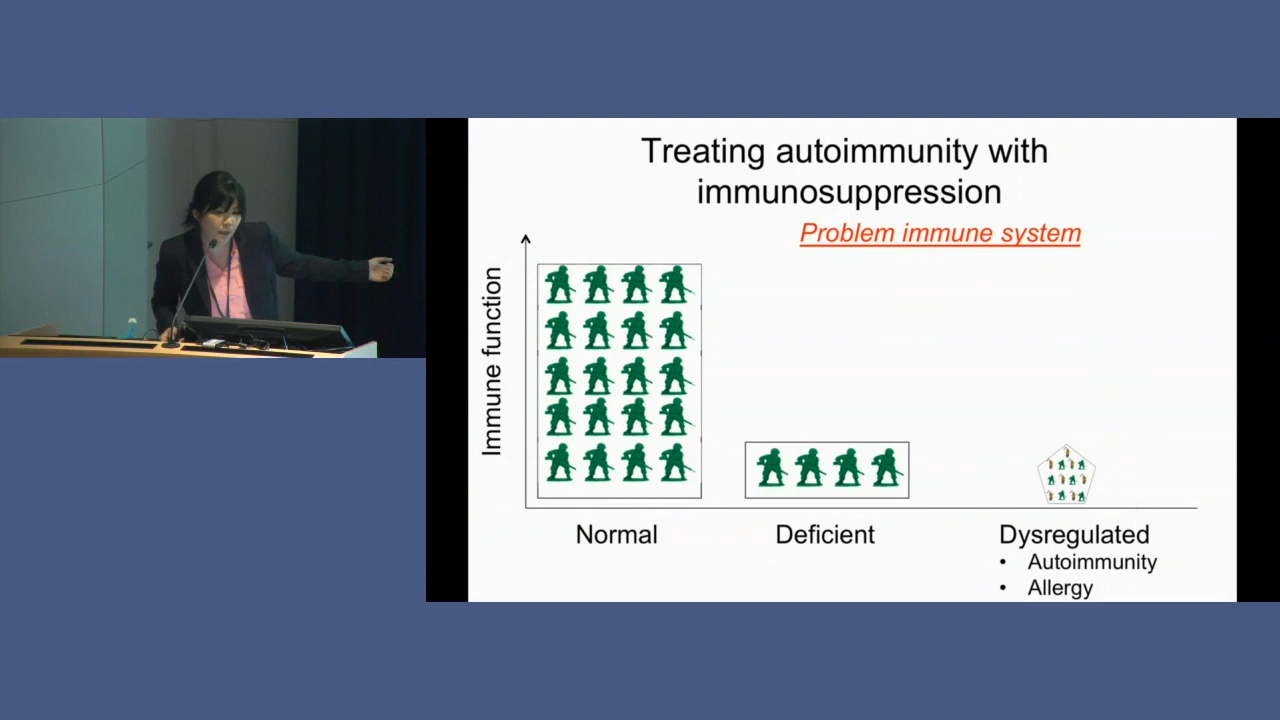 Treating autoimmunity with
immunosuppression
Problem immune system
Immune function
Normal
Deficient
Dysregulated
• Autoimmunity
• Allergy